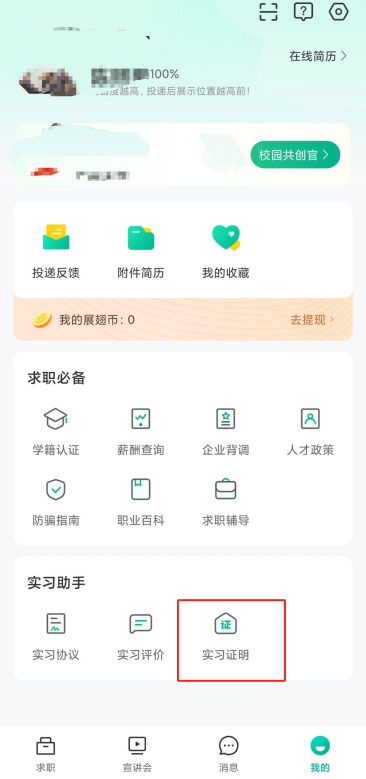 在线简历 >
100%
度越高，投递后展示位置越高前！
校园共创官 >
投递反馈 附件简历 我的收藏
我的展翅币：0 去提现 >
求职必备
学籍认证 薪酬查询 企业背调 人才政策
防骗指南 职业百科 求职辅导
实习助手
证
实习协议 实习评价 实习证明
求职 宣讲会 消息 我的